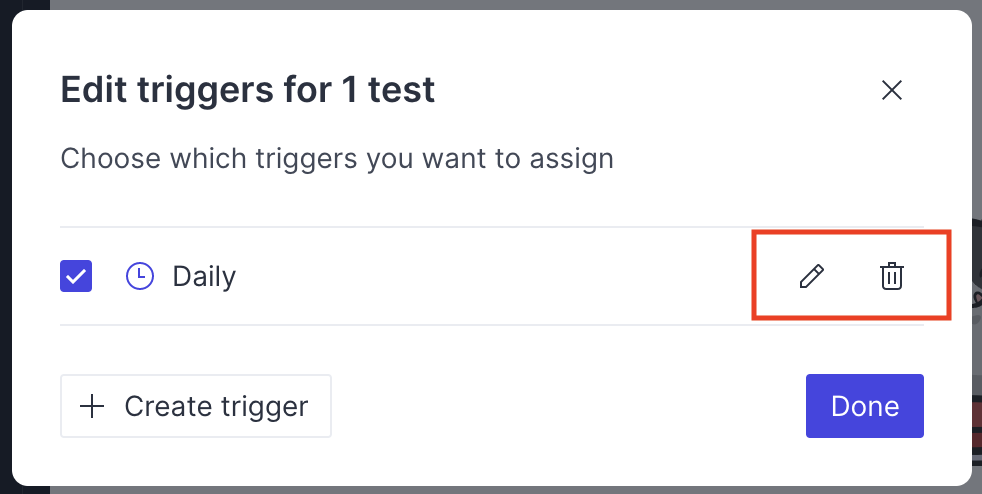 Edit triggers for 1 test
Choose which triggers you want to assign
Daily
Create trigger
Done